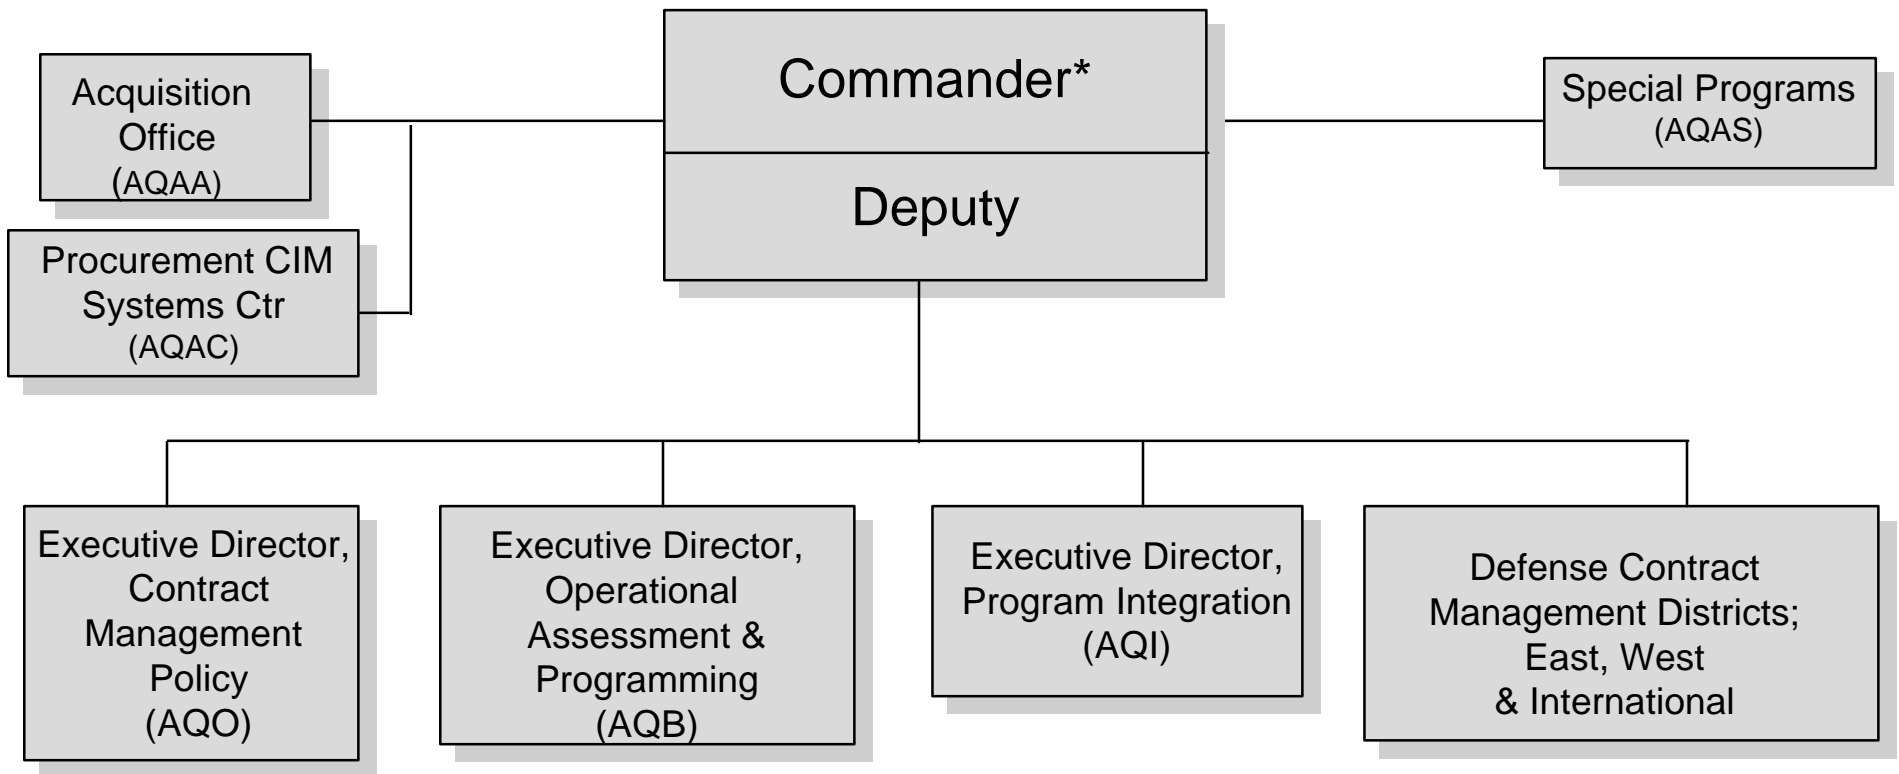 Commander*
Deputy
Acquisition
Office
(AQAA)
Procurement CIM
Systems Ctr
(AQAC)
Special Programs
(AQAS)
Executive Director,
Contract
Management
Policy
(AQO)
Executive Director,
Operational
Assessment &
Programming
(AQB)
Executive Director,
Program Integration
(AQI)
Defense Contract
Management Districts;
East, West
& International